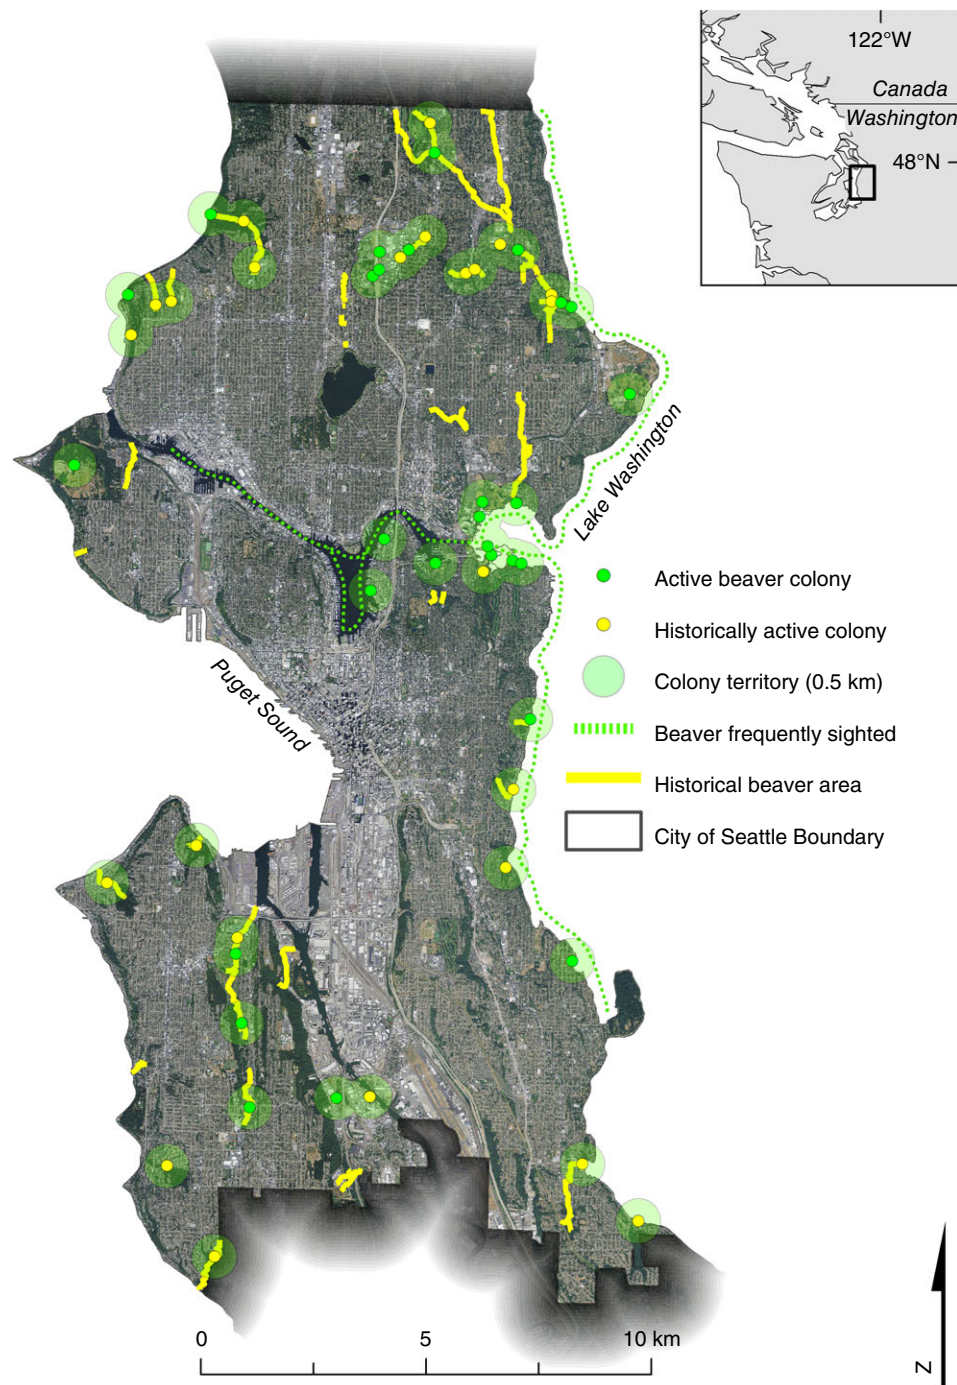 122°W
Canada
Washington
48°N
Lake Washington
Active beaver colony
Historically active colony
Puget Sound
Colony territory (0.5 km)
Beaver frequently sighted
Historical beaver area
City of Seattle Boundary
0
5
10 km
N